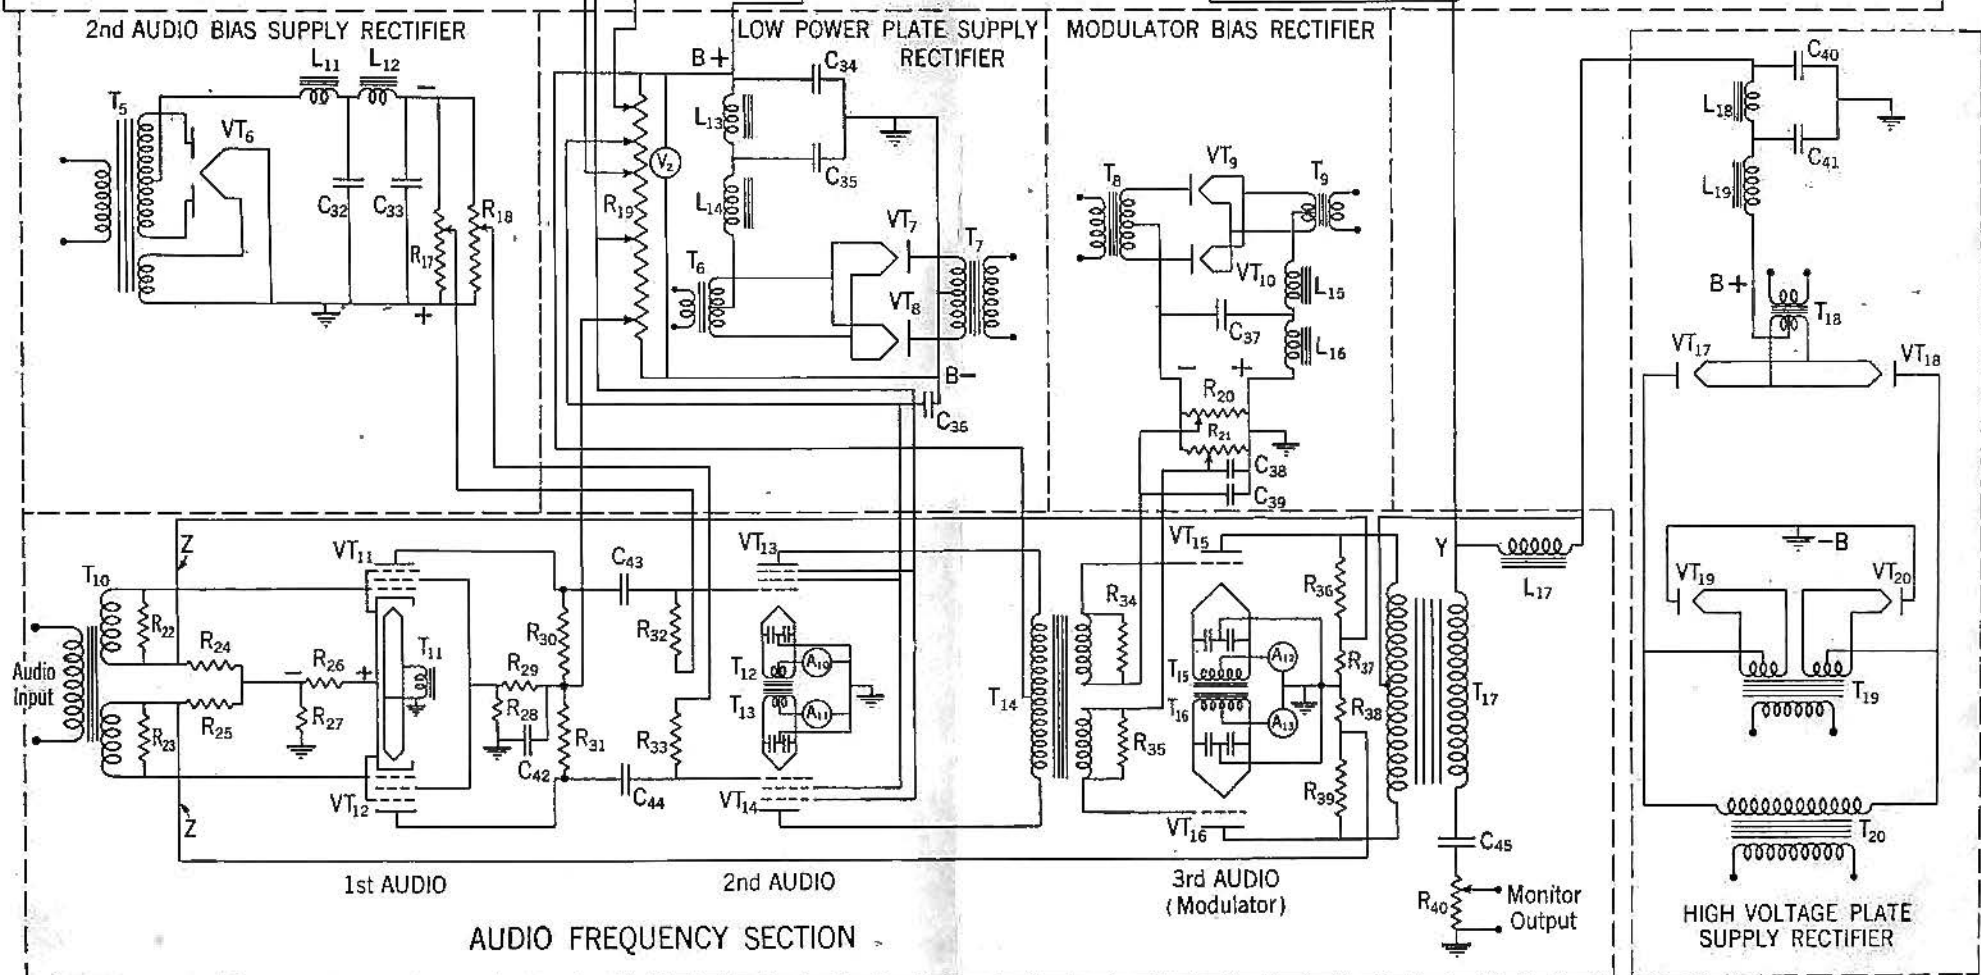 2nd AUDIO BIAS SUPPLY RECTIFIER
LOW POWER PLATE SUPPLY
RECTIFIER
MODULATOR BIAS RECTIFIER
L11
L12
−
T5
VT6
C32
C33
R17
R18
+
B+
C34
L13
V2
C35
R19
L14
VT7
T6
T7
VT8
B−
C36
T8
VT9
T9
VT10
L15
C37
L16
−
+
R20
R21
C38
C39
C40
L18
C41
L19
B+
T18
VT17
VT18
−B
VT19
VT20
T19
T20
HIGH VOLTAGE PLATE
SUPPLY RECTIFIER
Z
VT11
T10
R22
R24
Audio
Input
−
R26
+
T11
R27
R25
R23
VT12
Z
C43
R30
R32
R29
R28
R31
R33
C42
C44
VT13
T12
A10
T13
A11
VT14
T14
VT15
R34
R36
T15
A12
R37
T16
A13
R38
R35
R39
VT16
Y
L17
T17
C45
R40
Monitor
Output
1st AUDIO
2nd AUDIO
3rd AUDIO
(Modulator)
AUDIO FREQUENCY SECTION